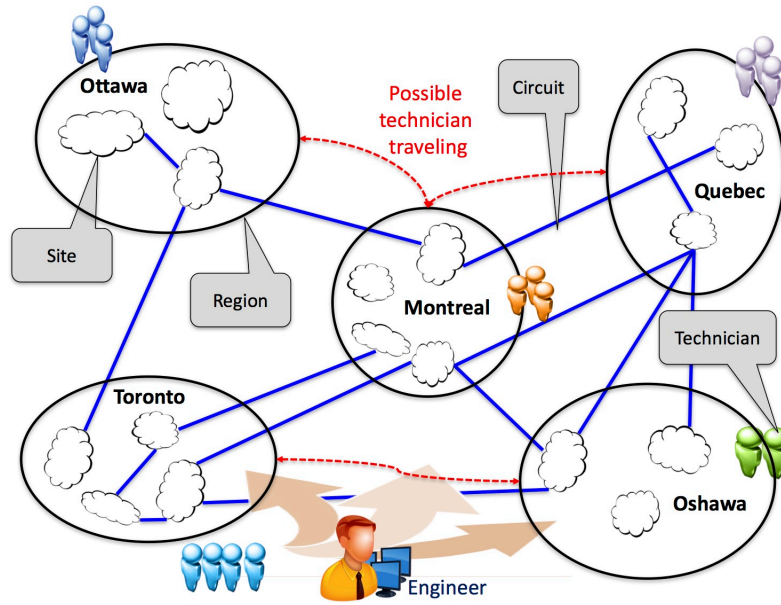 Ottawa
Possible
technician
traveling
Circuit
Quebec
Site
Region
Montreal
Technician
Toronto
Oshawa
Engineer